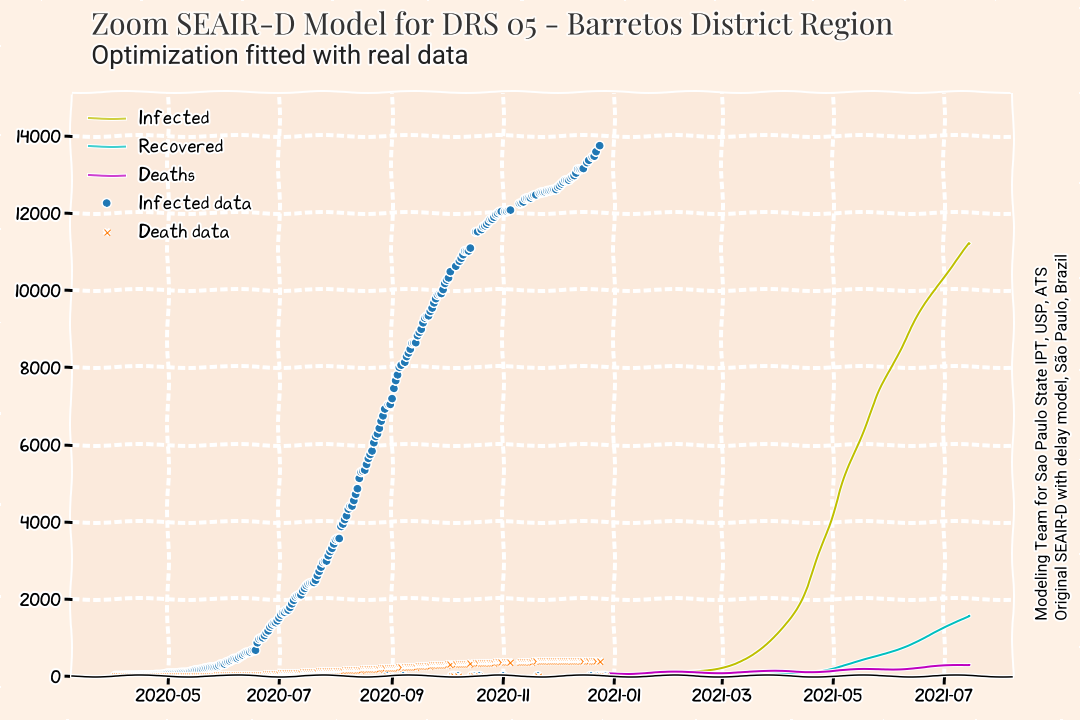 Zoom SEAIR-D Model for DRS 05 - Barretos District Region
Optimization fitted with real data
Infected
Recovered
Deaths
Infected data
Death data
14000
12000
10000
8000
6000
4000
2000
0
2020-05 2020-07 2020-09 2020-11 2021-01 2021-03 2021-05 2021-07
Modeling Team for Sao Paulo State IPT, USP, ATS
Original SEAIR-D with delay model, São Paulo, Brazil